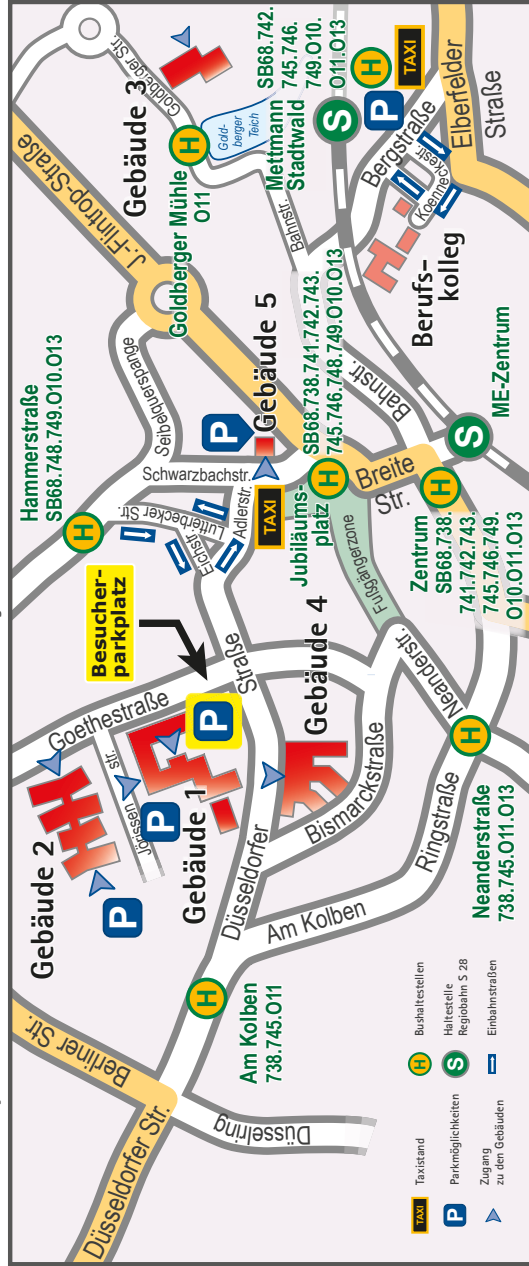 Düsseldorfer Str.
Berliner Str.
Düsselring
Am Kolben
738.745.O11
Gebäude 2
Gebäude 1
P
P
P
Jörissen str.
Goethestraße
Besucher-
parkplatz
Düsseldorfer
Straße
Am Kolben
Ringstraße
Bismarckstraße
Gebäude 4
Neanderstr.
Neanderstraße
738.745.O11.O13
Hammerstraße
SB68.748.749.O10.O13
Seibelquerspange
Schwarzbachstr.
Lutterbecker Str.
Eichstr.
Adlerstr.
TAXI
P
Gebäude 5
Jubiläums-
platz
SB68.738.741.742.743.
745.746.748.749.O10.O13
Fußgängerzone
Breite
Str.
Zentrum
SB68.738.
741.742.743.
745.746.749.
O10.O11.O13
ME-Zentrum
J.-Flintrop-Straße
Goldberger Mühle
O11
Gebäude 3
Goldberger Str.
Gold-
berger
Teich
Bahnstr.
Bahnstr.
Mettmann
Stadtwald
SB68.742.
745.746.
749.O10.
O11.O13
P
TAXI
Bergstraße
Koenneckestr.
Elberfelder
Straße
Berufs-
kolleg
H
H
H
H
H
H
H
S
S
TAXI
Taxistand
P
Parkmöglichkeiten
Zugang
zu den Gebäuden
H
Bushaltestellen
S
Haltestelle
Regiobahn S 28
Einbahnstraßen